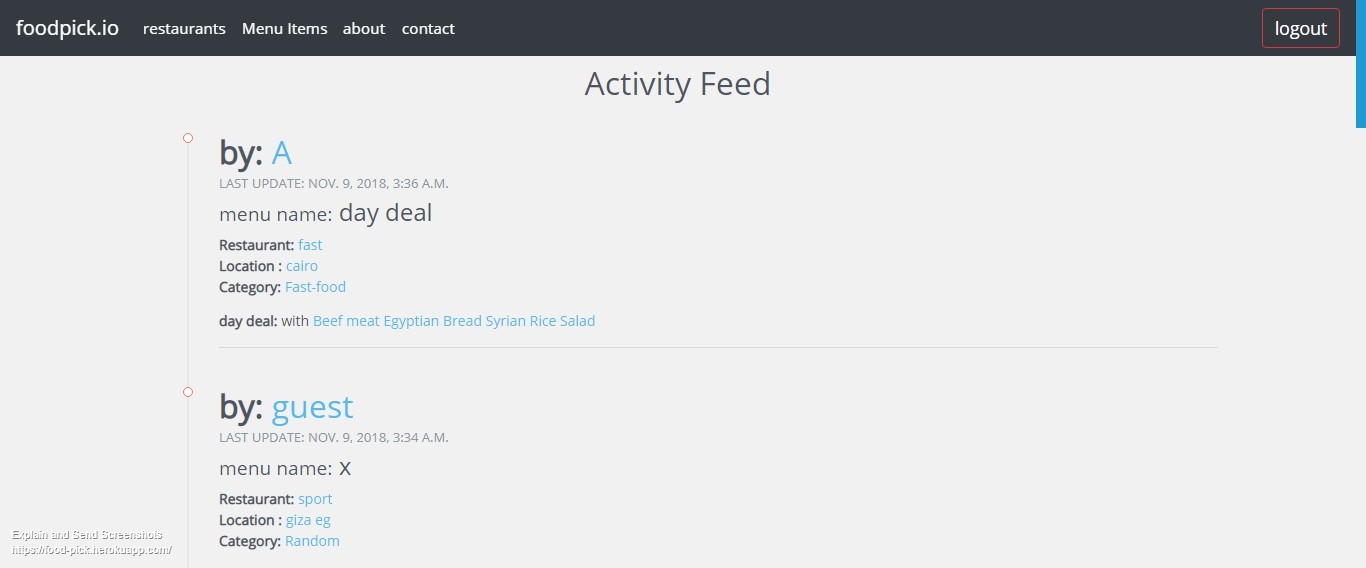 foodpick.io restaurants Menu Items about contact logout
Activity Feed
by: A
LAST UPDATE: NOV. 9, 2018, 3:36 A.M.
menu name: day deal
Restaurant: fast
Location : cairo
Category: Fast-food
day deal: with Beef meat Egyptian Bread Syrian Rice Salad
by: guest
LAST UPDATE: NOV. 9, 2018, 3:34 A.M.
menu name: x
Restaurant: sport
Location : giza eg
Category: Random
Explain and Send Screenshots
https://food-pick.herokuapp.com/